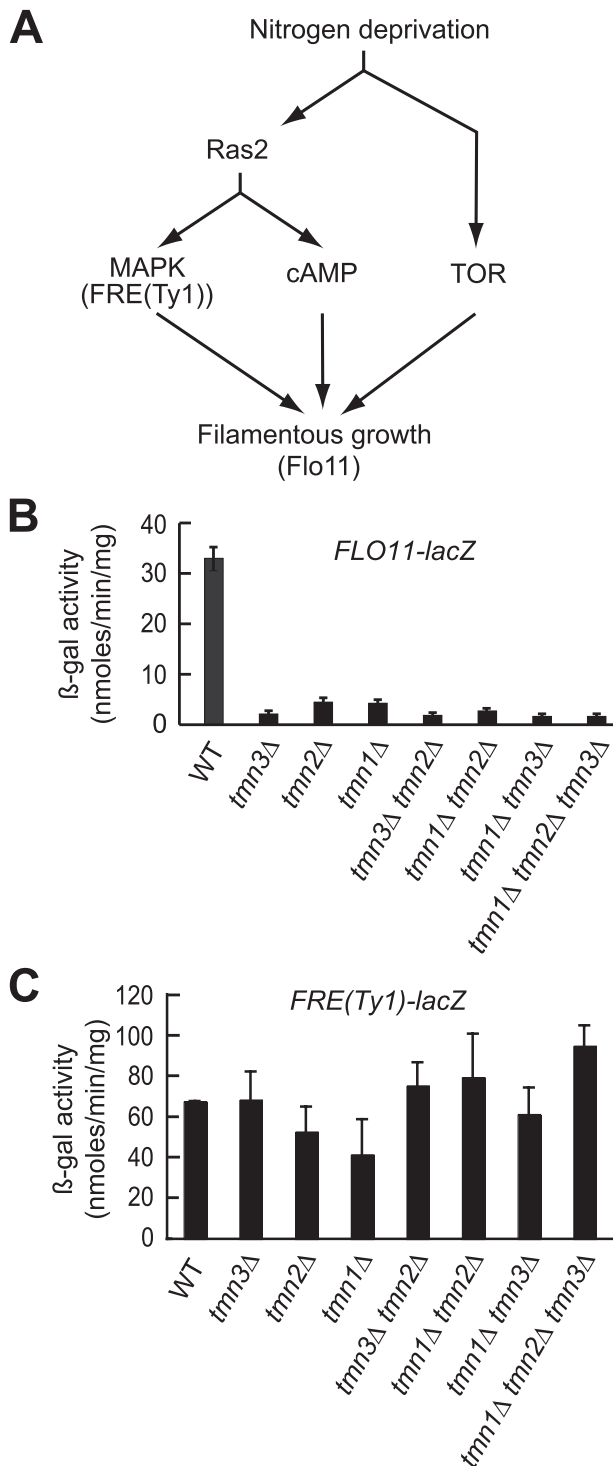 A
Nitrogen deprivation
Ras2
MAPK
(FRE(Ty1))
cAMP
TOR
Filamentous growth
(Flo11)
B
FLO11-lacZ
ß-gal activity
(nmoles/min/mg)
40
30
20
10
0
WT
tmn3Δ
tmn2Δ
tmn1Δ
tmn3Δ tmn2Δ
tmn1Δ tmn2Δ
tmn1Δ tmn3Δ
tmn1Δ tmn2Δ tmn3Δ
C
FRE(Ty1)-lacZ
ß-gal activity
(nmoles/min/mg)
120
100
80
60
40
20
0
WT
tmn3Δ
tmn2Δ
tmn1Δ
tmn3Δ tmn2Δ
tmn1Δ tmn2Δ
tmn1Δ tmn3Δ
tmn1Δ tmn2Δ tmn3Δ